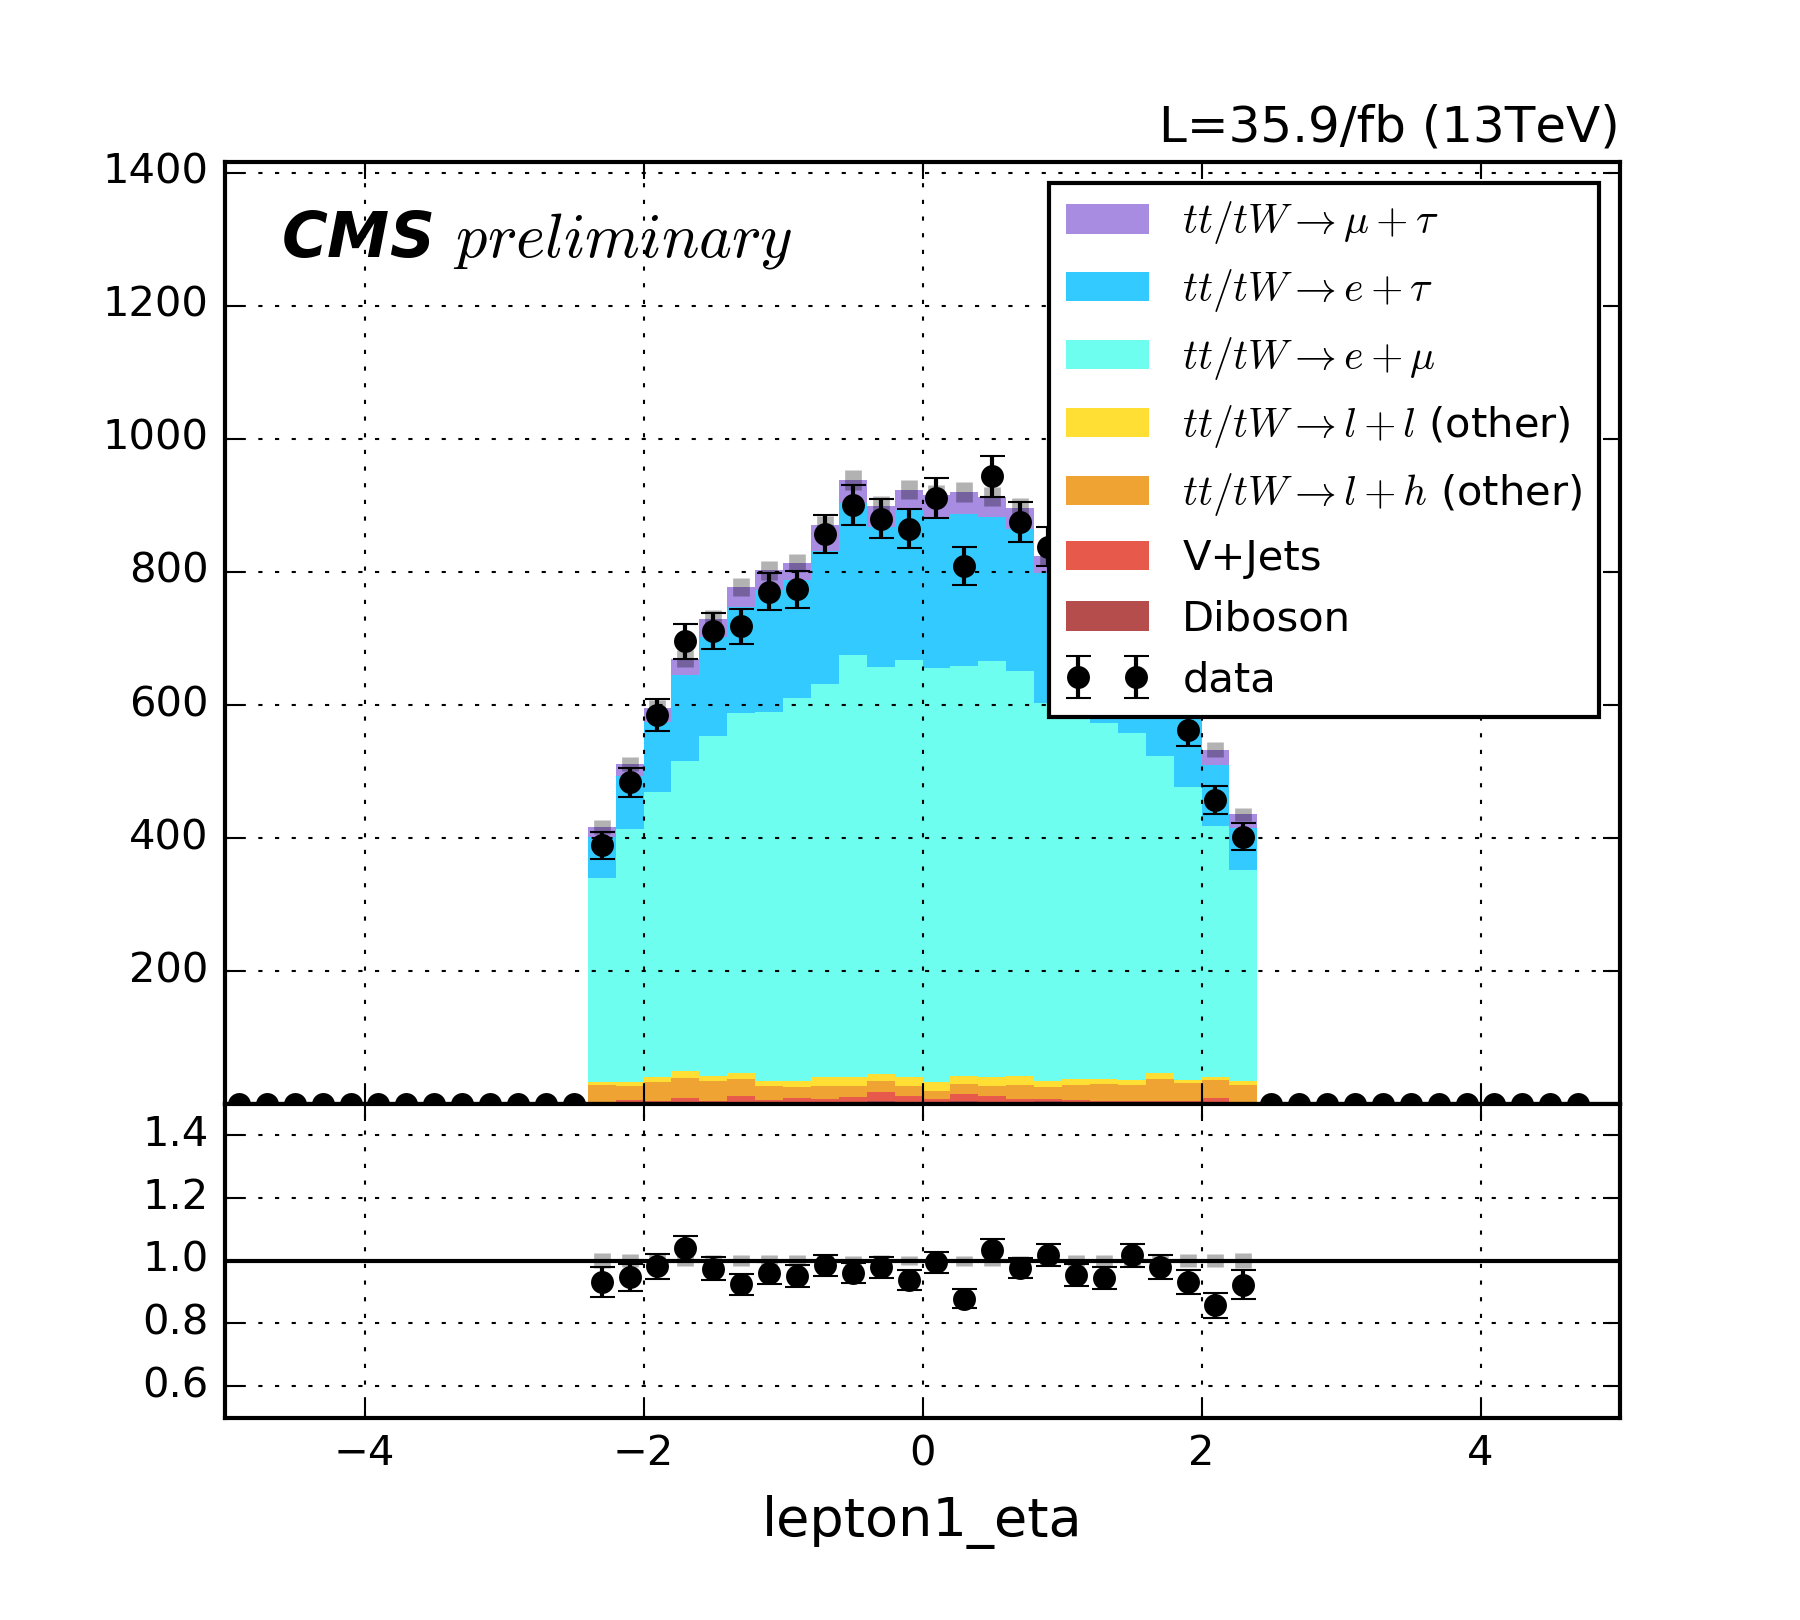 L=35.9/fb (13TeV)
CMS preliminary
1400
1200
1000
800
600
400
200
tt/tW→μ+τ
tt/tW→e+τ
tt/tW→e+μ
tt/tW→l+l (other)
tt/tW→l+h (other)
V+Jets
Diboson
data
1.4
1.2
1.0
0.8
0.6
−4 −2 0 2 4
lepton1_eta